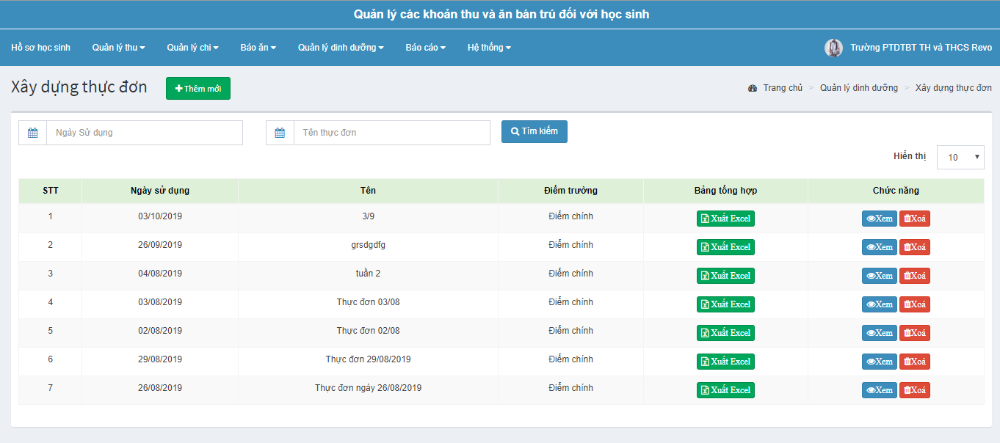 Quản lý các khoản thu và ăn bán trú đối với học sinh
Hồ sơ học sinh Quản lý thu Quản lý chi Báo ăn Quản lý dinh dưỡng Báo cáo Hệ thống Trường PTDTBT TH và THCS Revo
Xây dựng thực đơn Thêm mới Trang chủ > Quản lý dinh dưỡng > Xây dựng thực đơn
Ngày Sử dụng Tên thực đơn Tìm kiếm
Hiển thị 10
STT Ngày sử dụng Tên Điểm trường Bảng tổng hợp Chức năng
1 03/10/2019 3/9 Điểm chính Xuất Excel Xem Xoá
2 26/09/2019 grsdgdfg Điểm chính Xuất Excel Xem Xoá
3 04/08/2019 tuần 2 Điểm chính Xuất Excel Xem Xoá
4 03/08/2019 Thực đơn 03/08 Điểm chính Xuất Excel Xem Xoá
5 02/08/2019 Thực đơn 02/08 Điểm chính Xuất Excel Xem Xoá
6 29/08/2019 Thực đơn 29/08/2019 Điểm chính Xuất Excel Xem Xoá
7 26/08/2019 Thực đơn ngày 26/08/2019 Điểm chính Xuất Excel Xem Xoá